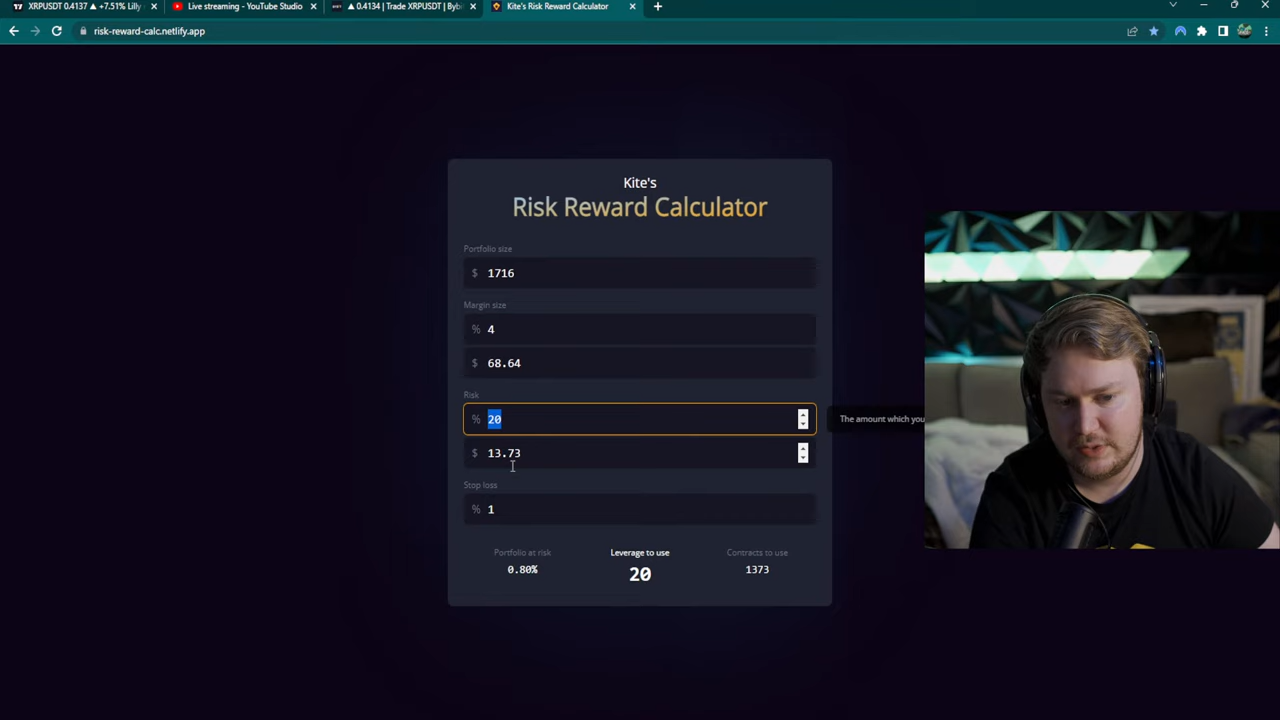 XRPUSDT 0.4137 ▲ +7.51% Lilly
Live streaming - YouTube Studio
▲ 0.4134 | Trade XRPUSDT | Byb
Kite's Risk Reward Calculator
risk-reward-calc.netlify.app
Kite's
Risk Reward Calculator
Portfolio size
$ 1716
Margin size
% 4
$ 68.64
Risk
% 20
The amount which you
$ 13.73
Stop loss
% 1
Portfolio at risk
0.80%
Leverage to use
20
Contracts to use
1373